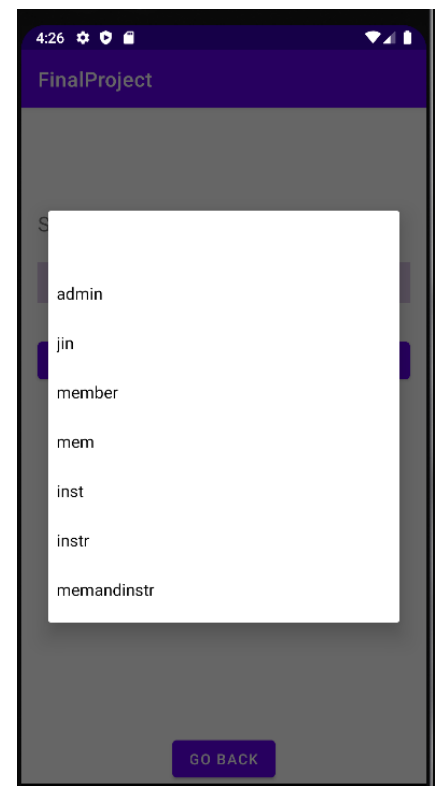 4:26
FinalProject
S
admin
jin
member
mem
inst
instr
memandinstr
GO BACK